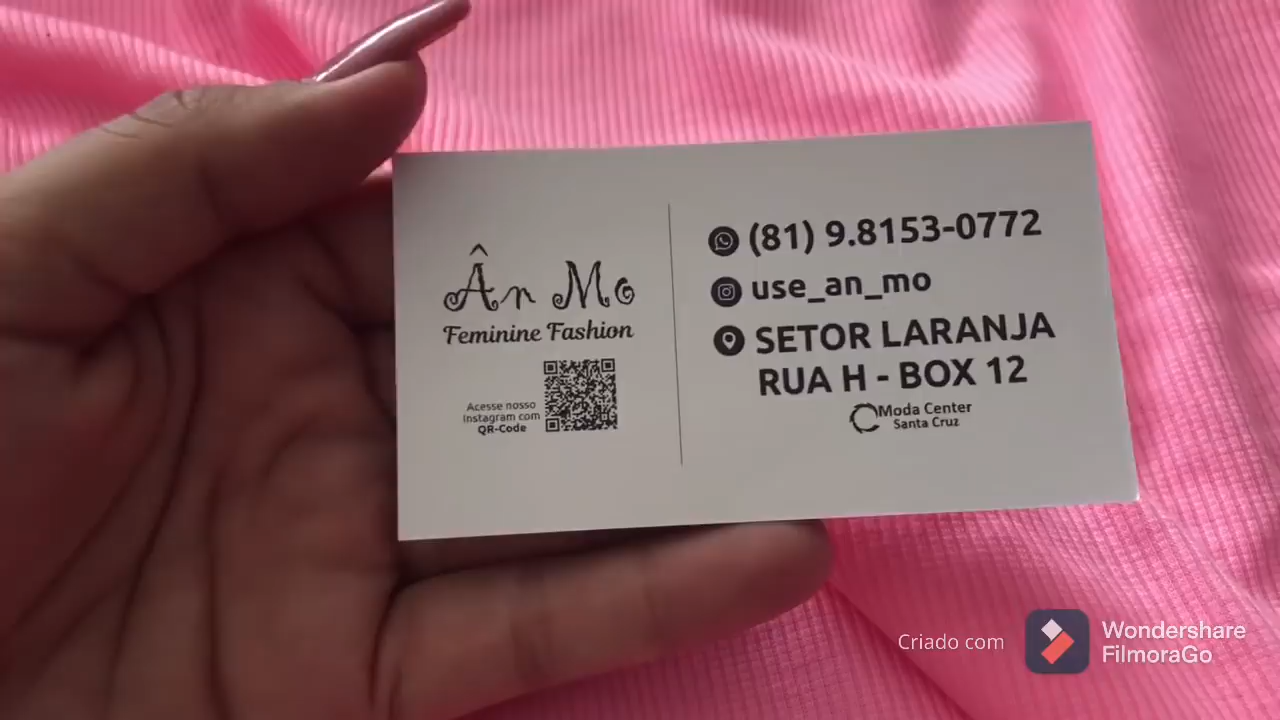 Ân Mo
Feminine Fashion
Acesse nosso
Instagram com
QR-Code
(81) 9.8153-0772
use_an_mo
SETOR LARANJA
RUA H - BOX 12
Moda Center
Santa Cruz
Criado com
Wondershare
FilmoraGo